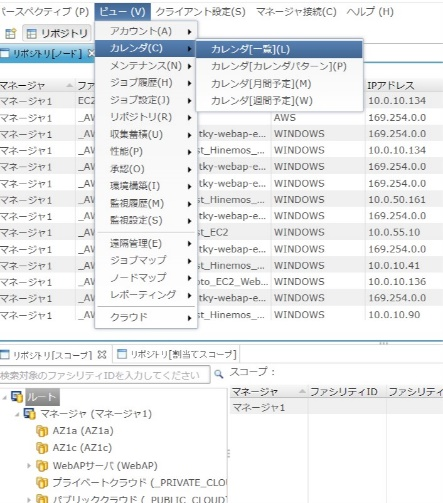 パースペクティブ (P) ビュー (V) クライアント設定(S) マネージャ接続(C) ヘルプ (H)
リポジトリ
アカウント(A)
カレンダ(C)
メンテナンス(N)
ジョブ履歴(H)
ジョブ設定(J)
リポジトリ(R)
収集蓄積(U)
性能(P)
承認(O)
環境構築(I)
監視履歴(M)
監視設定(S)
遠隔管理(E)
ジョブマップ
ノードマップ
レポーティング
クラウド
カレンダ[一覧](L)
カレンダ[カレンダパターン](P)
カレンダ[月間予定](M)
カレンダ[週間予定](W)
リポジトリ[ノード]
マネージャ ファ IPアドレス
マネージャ1 EC2 10.0.10.134
マネージャ1 _AW AWS 169.254.0.0
マネージャ1 _AW tky-webap-e... WINDOWS 169.254.0.0
マネージャ1 _AW st_Hinemos_... WINDOWS 10.0.10.134
マネージャ1 _AW tky-webap-e... WINDOWS 169.254.0.0
マネージャ1 _AW st_Hinemos_... WINDOWS 10.0.50.161
マネージャ1 _AW tky-webap-e... WINDOWS 169.254.0.0
マネージャ1 _AW st_EC2 WINDOWS 10.0.55.10
マネージャ1 _AW tky-webap-e... WINDOWS 169.254.0.0
マネージャ1 _AW st_Hinemos_... WINDOWS 10.0.10.41
マネージャ1 _AW to_EC2_Web... WINDOWS 10.0.10.136
マネージャ1 _AW tky-webap-e... WINDOWS 169.254.0.0
マネージャ1 _AW st_Hinemos_... WINDOWS 10.0.10.90
リポジトリ[スコープ] リポジトリ[割当てスコープ]
検索対象のファシリティIDを入力してください スコープ :
ルート
マネージャ (マネージャ1)
AZ1a (AZ1a)
AZ1c (AZ1c)
WebAPサーバ (WebAP)
プライベートクラウド (_PRIVATE_CLOU
パブリッククラウド (_PUBLIC_CLOUD
マネージャ ファシリティID ファシリティ
マネージャ1